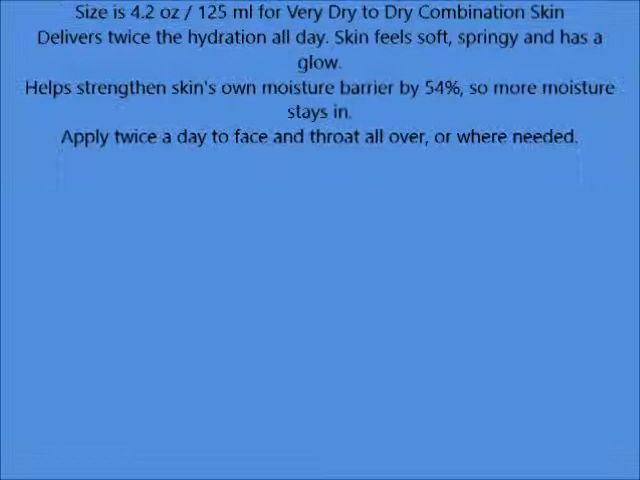 Size is 4.2 oz / 125 ml for Very Dry to Dry Combination Skin
Delivers twice the hydration all day. Skin feels soft, springy and has a
glow.
Helps strengthen skin's own moisture barrier by 54%, so more moisture
stays in.
Apply twice a day to face and throat all over, or where needed.